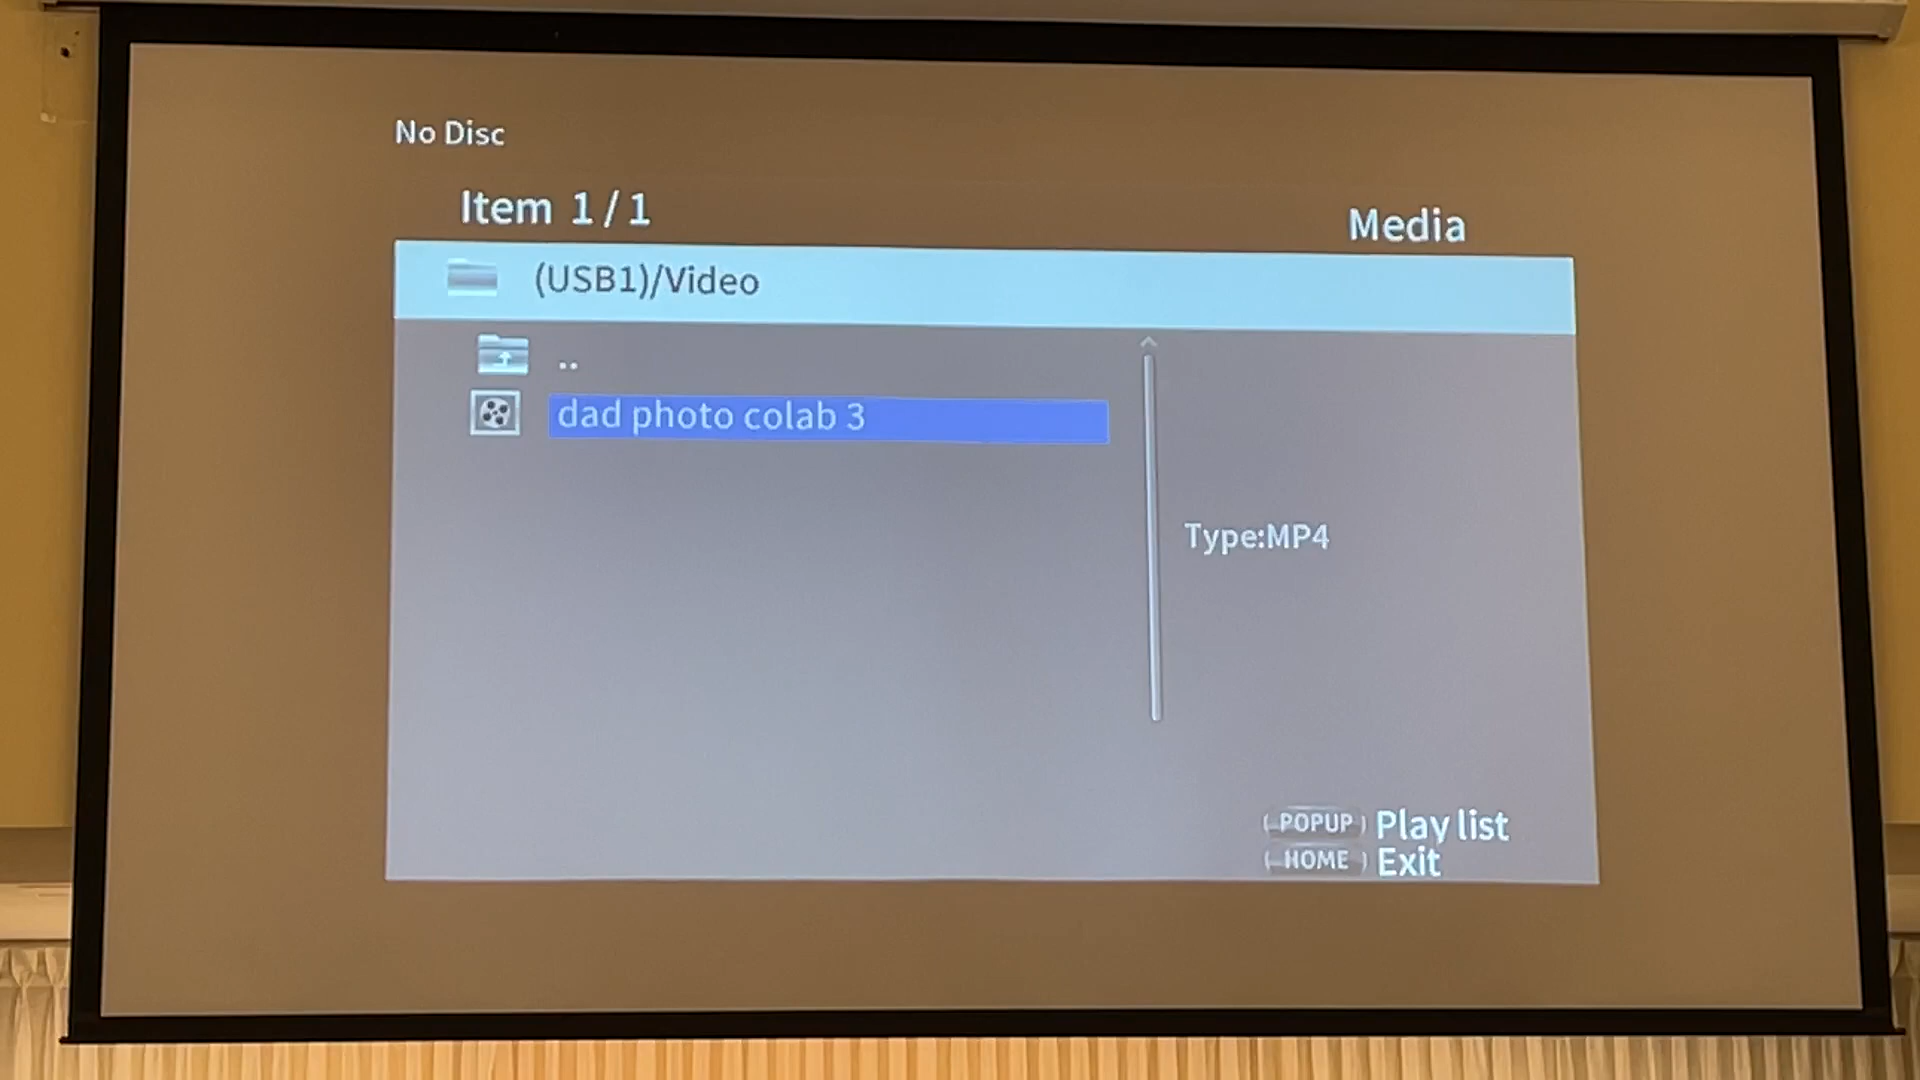 No Disc
Item 1 / 1
Media
(USB1)/Video
..
dad photo colab 3
Type:MP4
POPUP Play list
HOME Exit